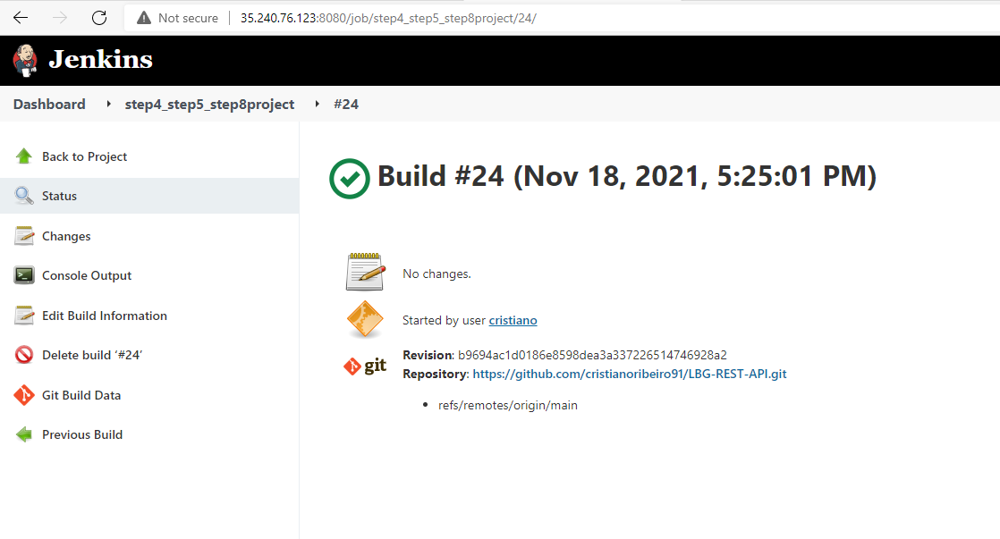 Not secure 35.240.76.123:8080/job/step4_step5_step8project/24/
Jenkins
Dashboard step4_step5_step8project #24
Back to Project
Status
Changes
Console Output
Edit Build Information
Delete build ‘#24’
Git Build Data
Previous Build
Build #24 (Nov 18, 2021, 5:25:01 PM)
No changes.
Started by user cristiano
git
Revision: b9694ac1d0186e8598dea3a337226514746928a2
Repository: https://github.com/cristianoribeiro91/LBG-REST-API.git
• refs/remotes/origin/main